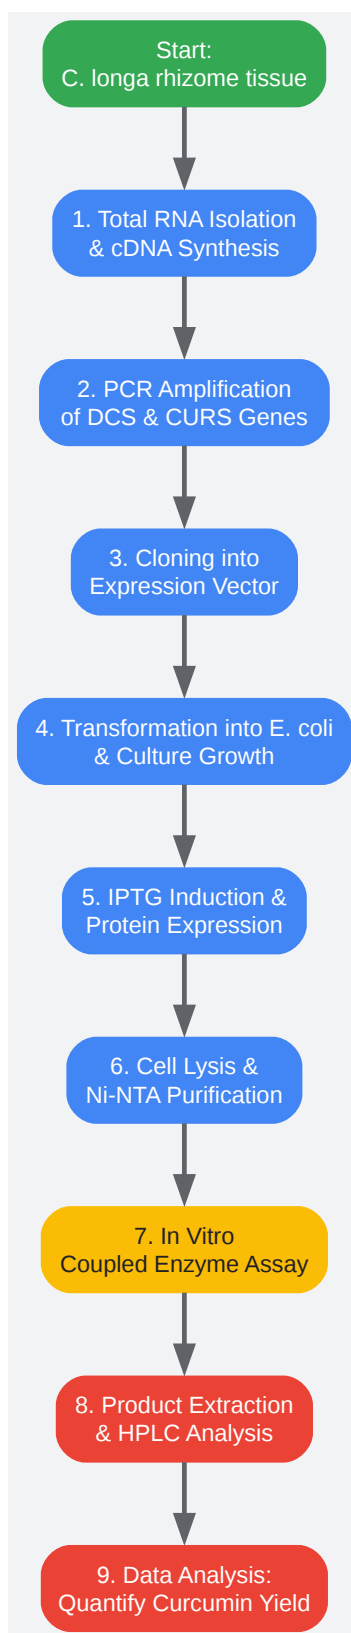 Start:
C. longa rhizome tissue
1. Total RNA Isolation
& cDNA Synthesis
2. PCR Amplification
of DCS & CURS Genes
3. Cloning into
Expression Vector
4. Transformation into E. coli
& Culture Growth
5. IPTG Induction &
Protein Expression
6. Cell Lysis &
Ni-NTA Purification
7. In Vitro
Coupled Enzyme Assay
8. Product Extraction
& HPLC Analysis
9. Data Analysis:
Quantify Curcumin Yield